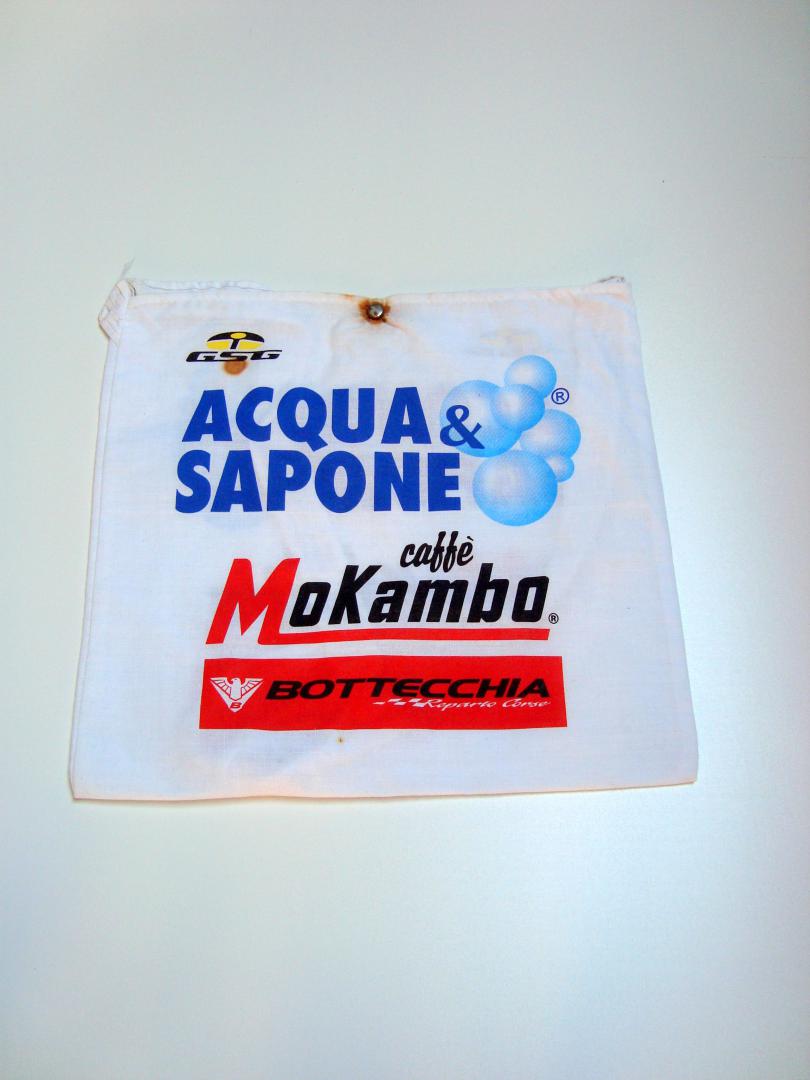 GSG
ACQUA &
SAPONE ®
caffè
MoKambo®
B BOTTECCHIA
Reparto Corse